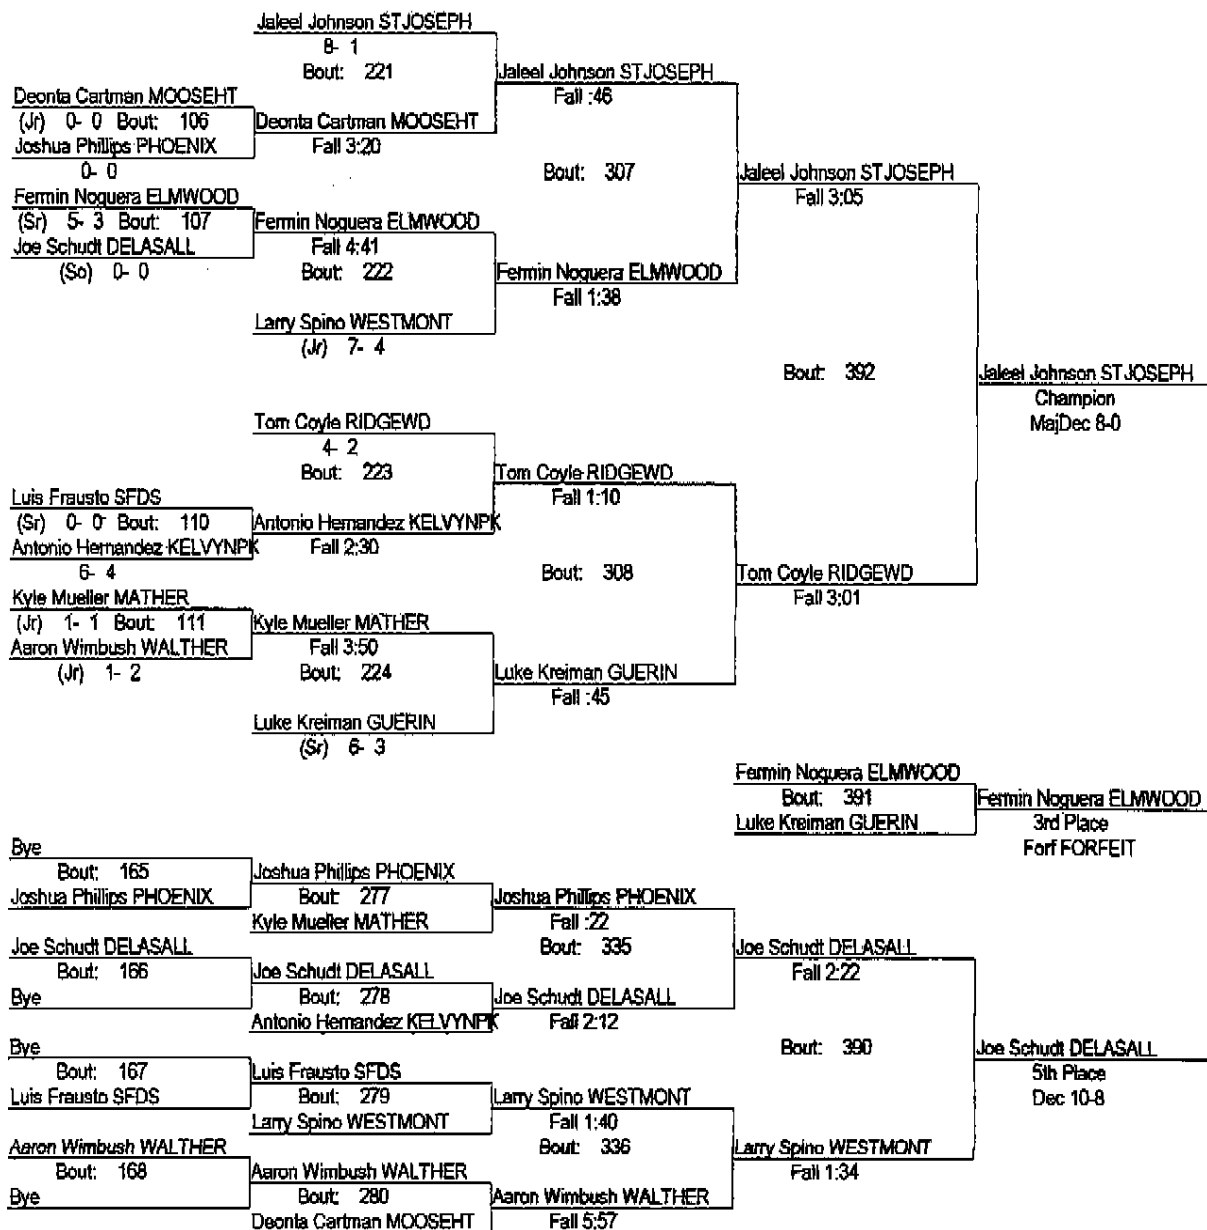 Jaleel Johnson STJOSEPH
8- 1
Bout: 221
Jaleel Johnson STJOSEPH
Fall :46
Deonta Cartman MOOSEHT
(Jr) 0- 0 Bout: 106
Deonta Cartman MOOSEHT
Joshua Phillips PHOENIX
Fall 3:20
0- 0
Bout: 307
Jaleel Johnson STJOSEPH
Fall 3:05
Fermin Noguera ELMWOOD
(Sr) 5- 3 Bout: 107
Fermin Noguera ELMWOOD
Joe Schudt DELASALL
Fall 4:41
(So) 0- 0
Bout: 222
Fermin Noguera ELMWOOD
Fall 1:38
Larry Spino WESTMONT
(Jr) 7- 4
Bout: 392
Jaleel Johnson STJOSEPH
Champion
MajDec 8-0
Tom Coyle RIDGEWD
4- 2
Bout: 223
Tom Coyle RIDGEWD
Fall 1:10
Luis Frausto SFDS
(Sr) 0- 0 Bout: 110
Antonio Hernandez KELVYNPK
Antonio Hernandez KELVYNPK
Fall 2:30
6- 4
Bout: 308
Tom Coyle RIDGEWD
Fall 3:01
Kyle Mueller MATHER
(Jr) 1- 1 Bout: 111
Kyle Mueller MATHER
Aaron Wimbush WALTHER
Fall 3:50
(Jr) 1- 2
Bout: 224
Luke Kreiman GUERIN
Fall :45
Luke Kreiman GUERIN
(Sr) 6- 3
Fermin Noguera ELMWOOD
Bout: 391
Fermin Noguera ELMWOOD
Luke Kreiman GUERIN
3rd Place
Forf FORFEIT
Bye
Bout: 165
Joshua Phillips PHOENIX
Joshua Phillips PHOENIX
Bout: 277
Joshua Phillips PHOENIX
Kyle Mueller MATHER
Fall :22
Bout: 335
Joe Schudt DELASALL
Fall 2:22
Joe Schudt DELASALL
Bout: 166
Joe Schudt DELASALL
Bye
Bout: 278
Joe Schudt DELASALL
Antonio Hernandez KELVYNPK
Fall 2:12
Bout: 390
Joe Schudt DELASALL
5th Place
Dec 10-8
Bye
Bout: 167
Luis Frausto SFDS
Luis Frausto SFDS
Bout: 279
Larry Spino WESTMONT
Larry Spino WESTMONT
Fall 1:40
Bout: 336
Larry Spino WESTMONT
Fall 1:34
Aaron Wimbush WALTHER
Bout: 168
Aaron Wimbush WALTHER
Bye
Bout: 280
Aaron Wimbush WALTHER
Deonta Cartman MOOSEHT
Fall 5:57